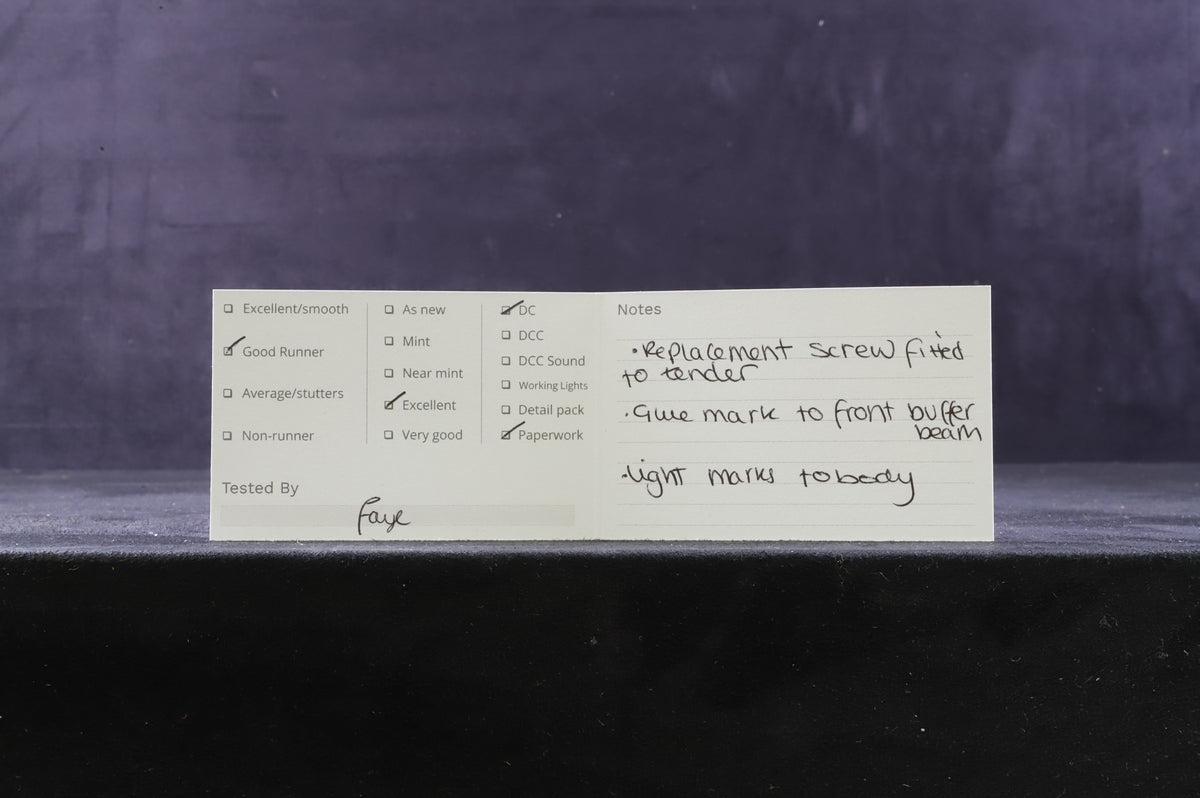 ☐ Excellent/smooth
☑ Good Runner
☐ Average/stutters
☐ Non-runner
☐ As new
☐ Mint
☐ Near mint
☑ Excellent
☐ Very good
☑ DC
☐ DCC
☐ DCC Sound
☐ Working Lights
☐ Detail pack
☑ Paperwork
Tested By
Faye
Notes
·Replacement screw fitted
to tender
·Glue mark to front buffer
beam
·Light marks to body